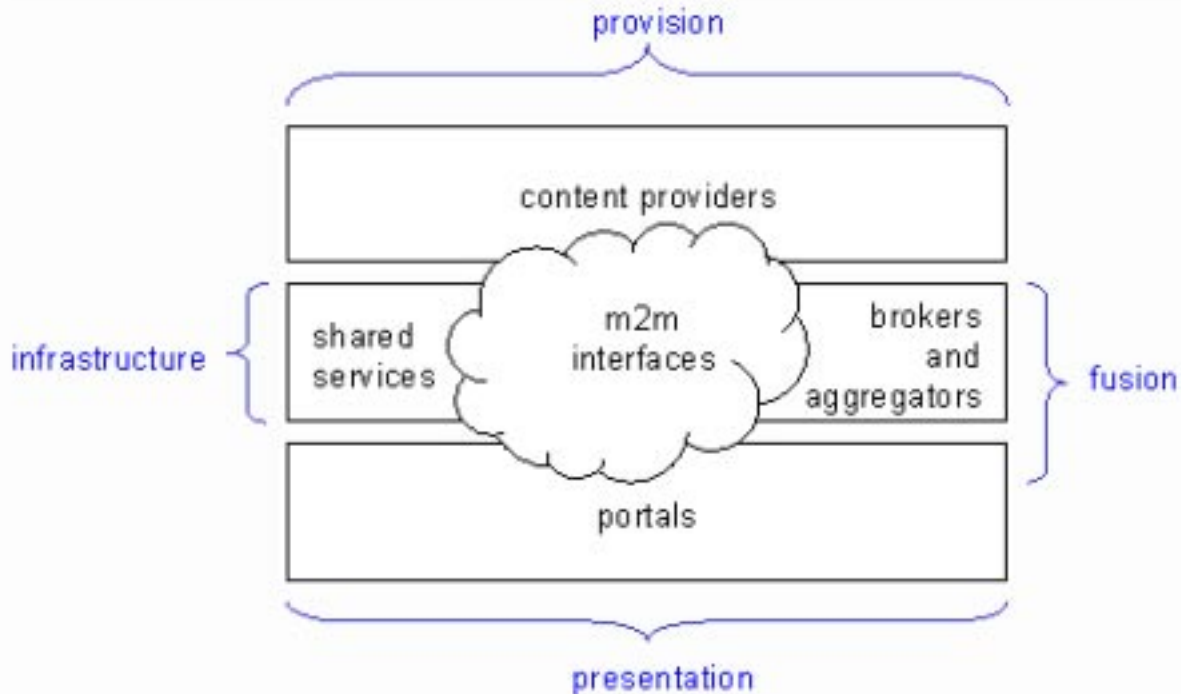 provision
content providers
infrastructure
shared
services
m2m
interfaces
brokers
and
aggregators
fusion
portals
presentation